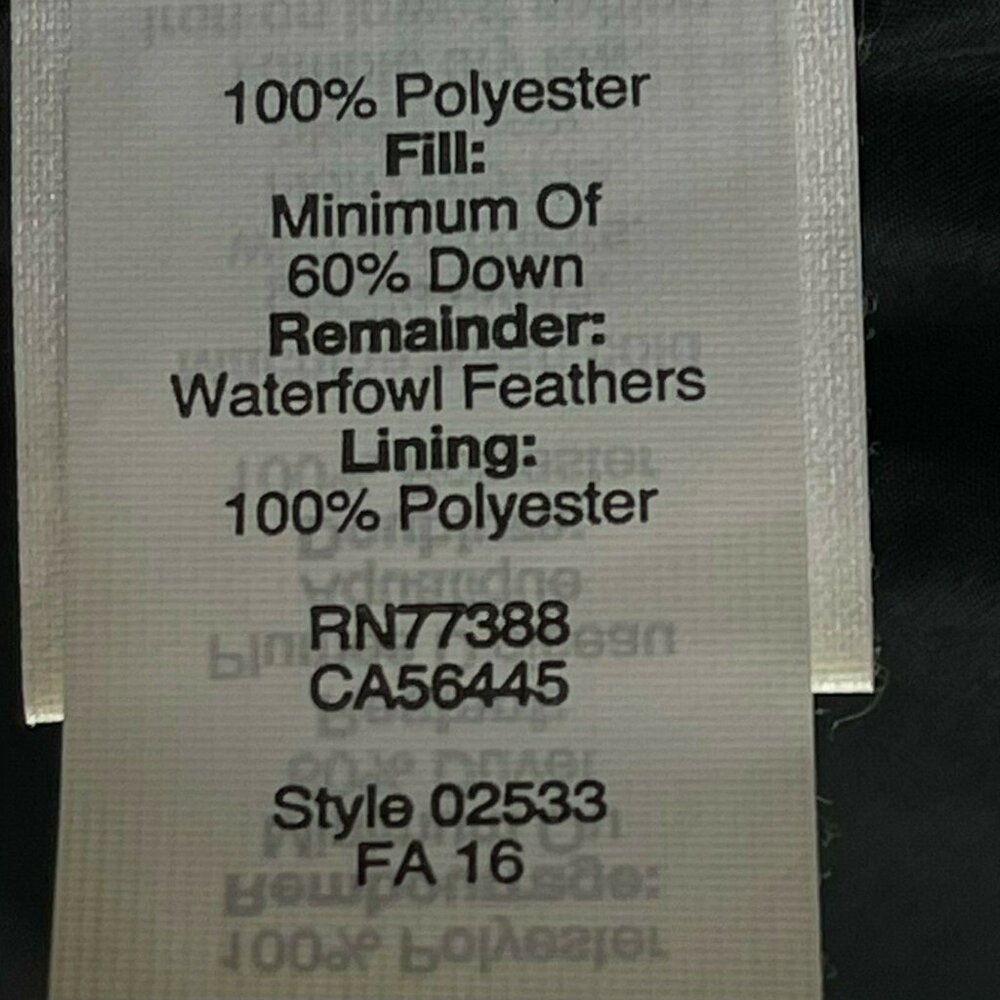 100% Polyester
Fill:
Minimum Of
60% Down
Remainder:
Waterfowl Feathers
Lining:
100% Polyester
RN77388
CA56445
Style 02533
FA 16